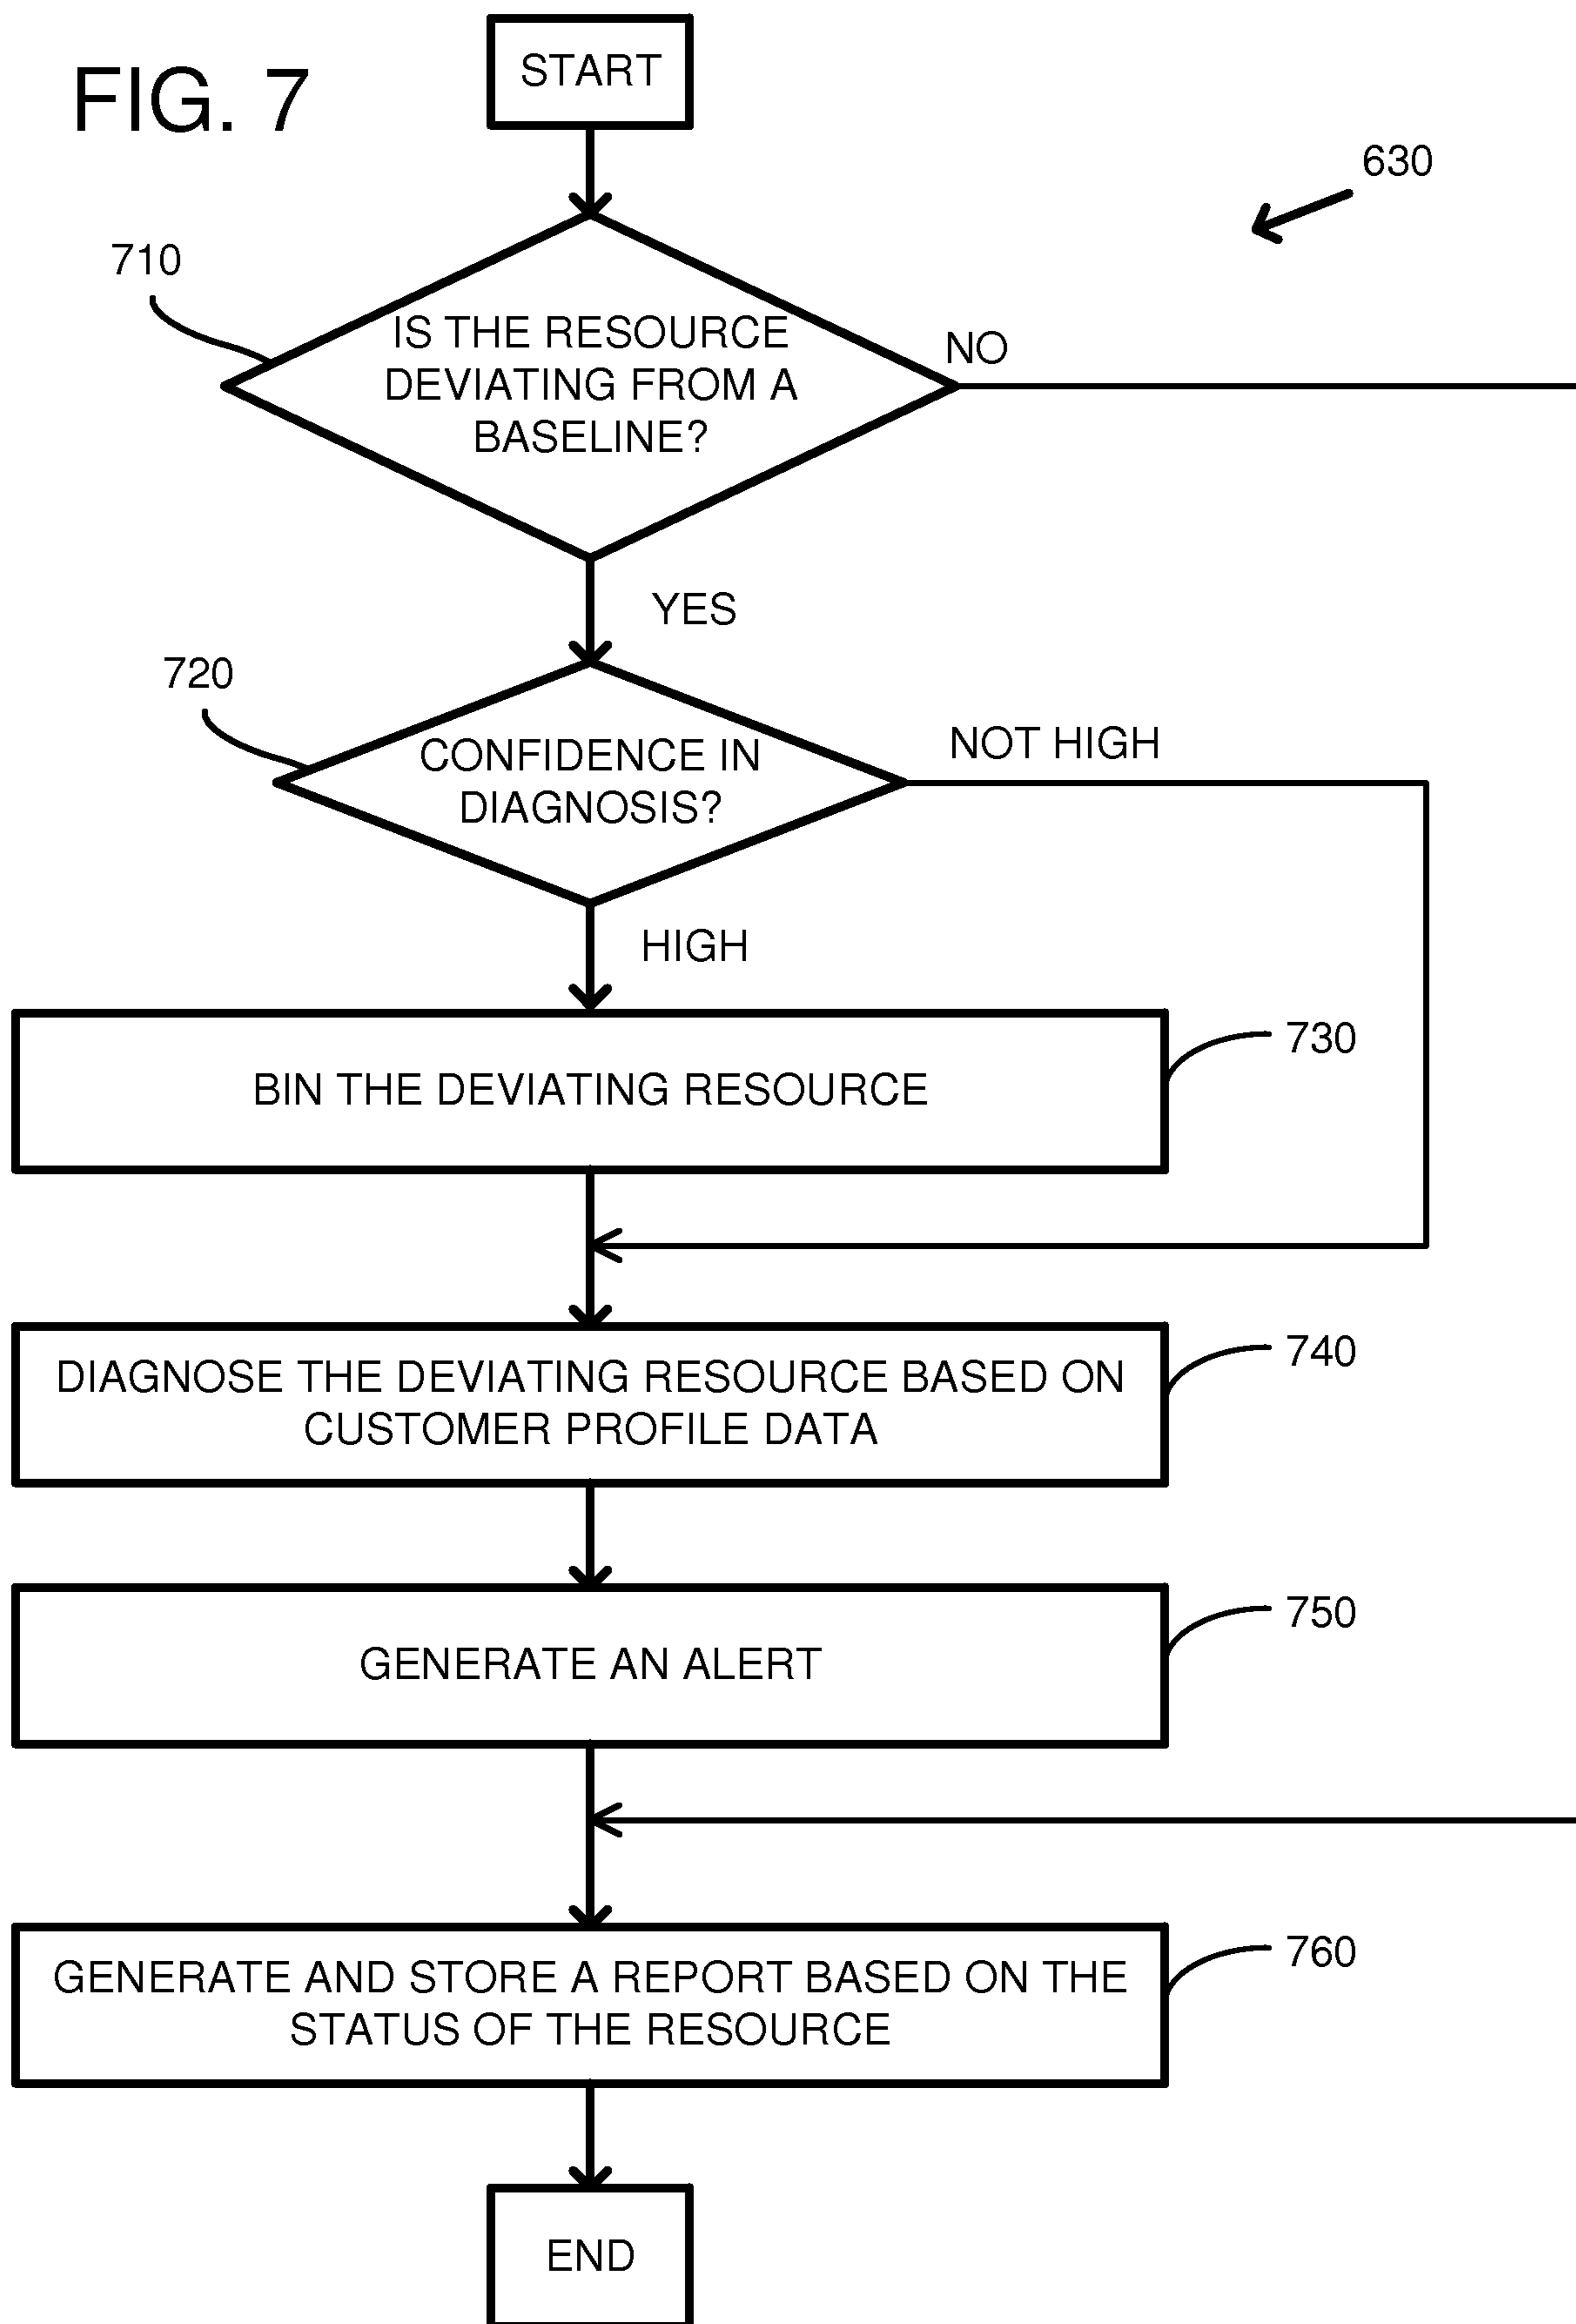 FIG. 7
START
630
710
IS THE RESOURCE
DEVIATING FROM A
BASELINE?
NO
YES
720
CONFIDENCE IN
DIAGNOSIS?
NOT HIGH
HIGH
BIN THE DEVIATING RESOURCE
730
DIAGNOSE THE DEVIATING RESOURCE BASED ON
CUSTOMER PROFILE DATA
740
GENERATE AN ALERT
750
GENERATE AND STORE A REPORT BASED ON THE
STATUS OF THE RESOURCE
760
END